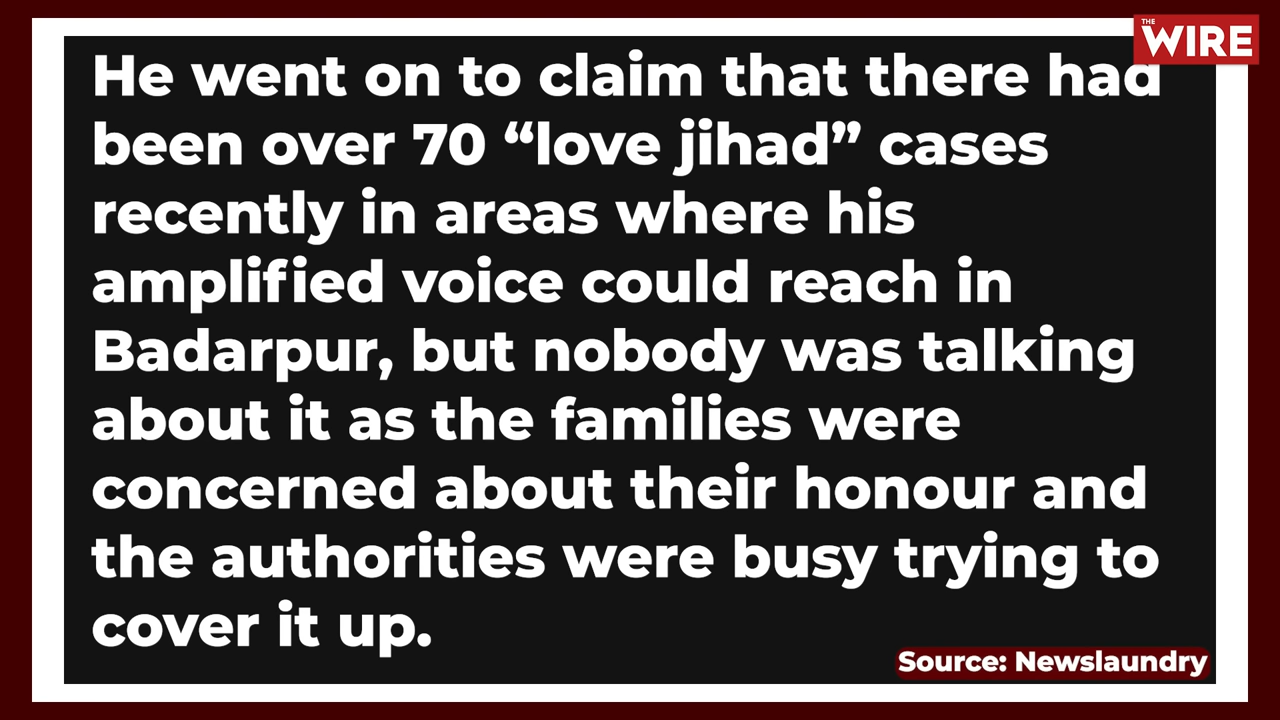 THE
WIRE
He went on to claim that there had
been over 70 “love jihad” cases
recently in areas where his
amplified voice could reach in
Badarpur, but nobody was talking
about it as the families were
concerned about their honour and
the authorities were busy trying to
cover it up.
Source: Newslaundry